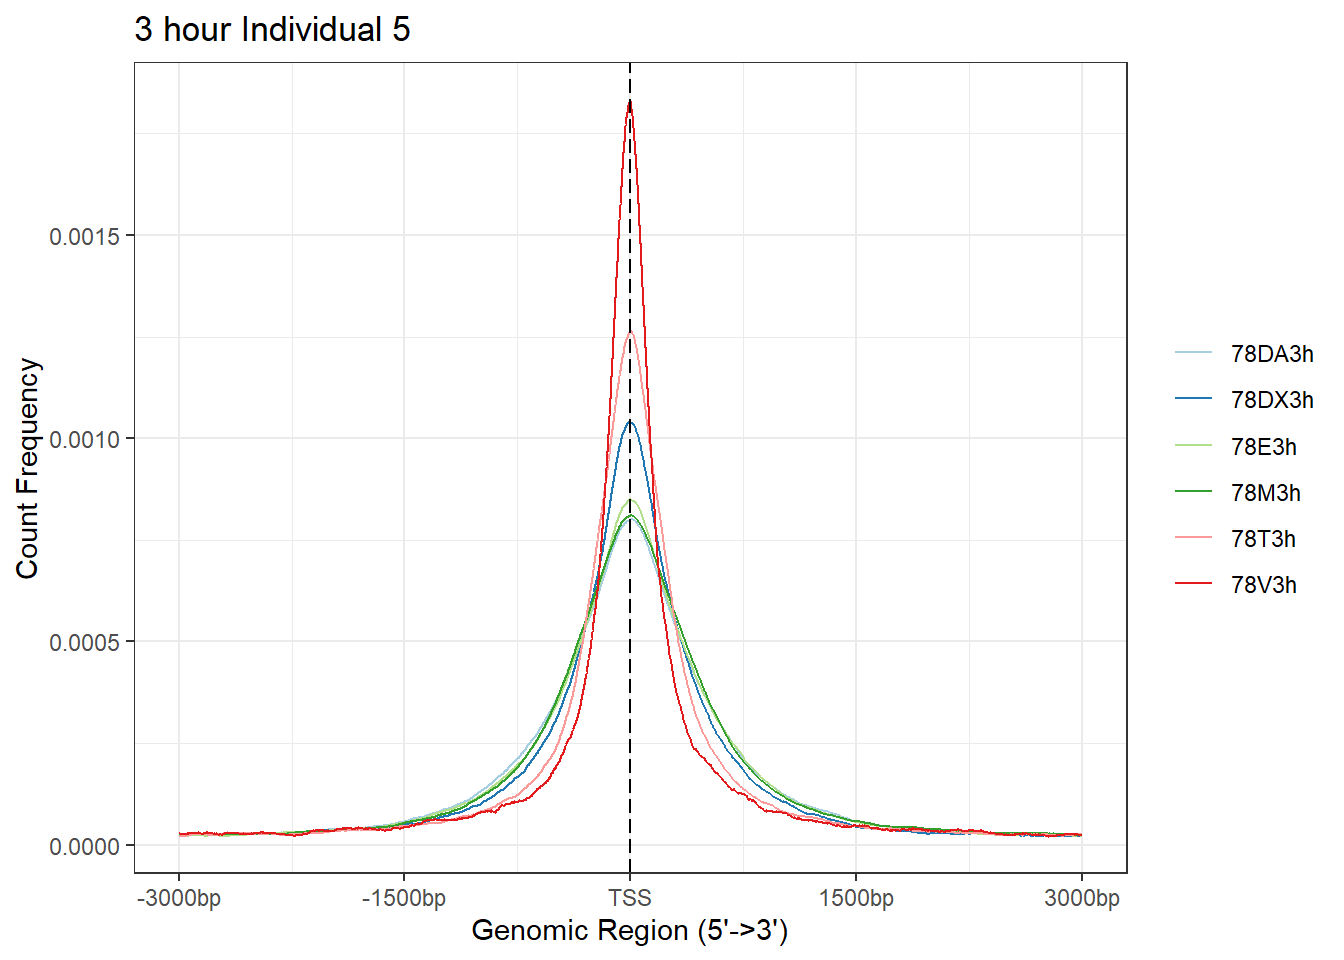 3 hour Individual 5
Count Frequency
0.0015
0.0010
0.0005
0.0000
-3000bp
-1500bp
TSS
1500bp
3000bp
Genomic Region (5'->3')
78DA3h
78DX3h
78E3h
78M3h
78T3h
78V3h